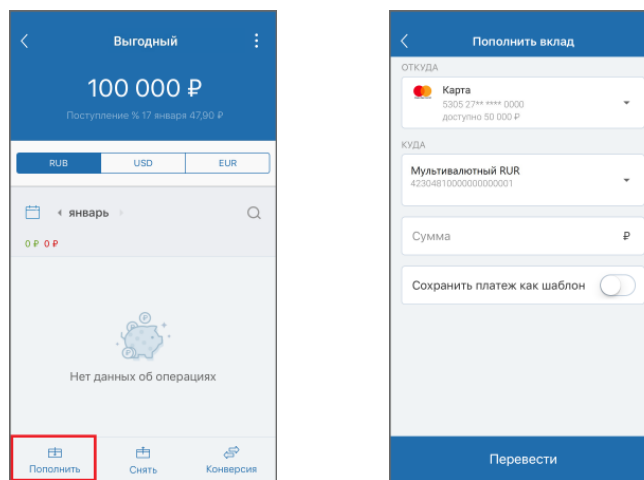 Выгодный
100 000 ₽
Поступление % 17 января 47,90 ₽
RUB USD EUR
январь
0 ₽ 0 ₽
Нет данных об операциях
Пополнить Снять Конверсия
Пополнить вклад
ОТКУДА
Карта
5305 27** **** 0000
доступно 50 000 ₽
КУДА
Мультивалютный RUR
42304810000000000001
Сумма ₽
Сохранить платеж как шаблон
Перевести